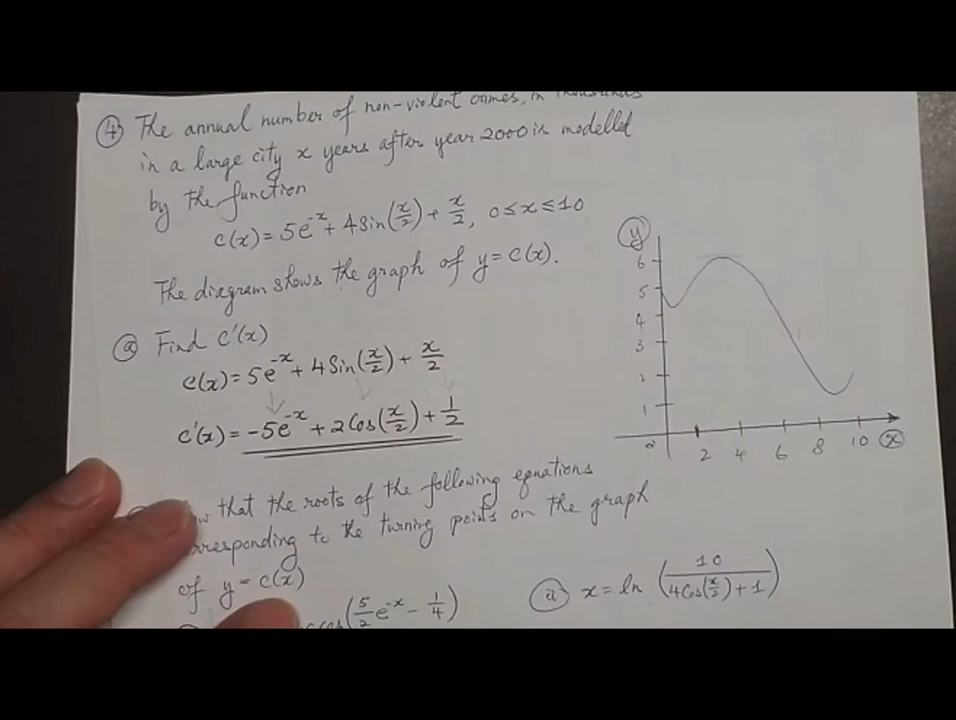 ④ The annual number of non-violent crimes, in thousands
in a large city x years after year 2000 is modelled
by the function
c(x) = 5e^-x + 4Sin(x/2) + x/2, 0≤x≤10
The diagram shows the graph of y = c(x).
ⓐ Find c'(x)
c(x) = 5e^-x + 4Sin(x/2) + x/2
c'(x) = -5e^-x + 2Cos(x/2) + 1/2
that the roots of the following equations
to the turning points on the graph
of y = c(x)
(5/2 e^-x - 1/4)
ii x = ln (10/(4Cos(x/2)+1))
y
6
5
4
3
2
1
0
2 4 6 8 10 x